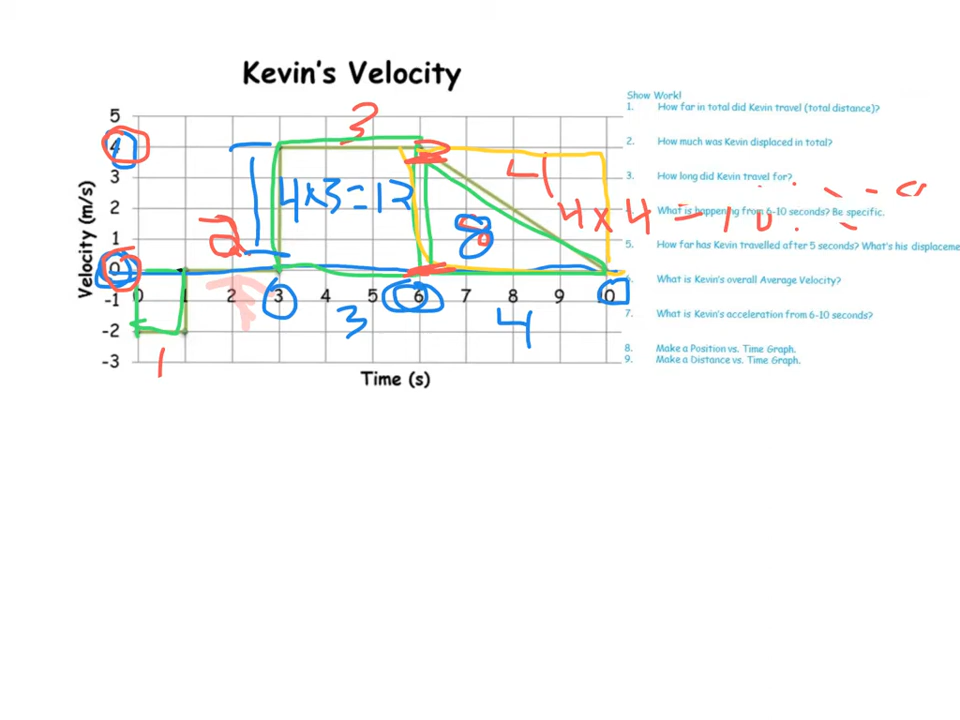 Kevin's Velocity
Show Work!
1. How far in total did Kevin travel (total distance)?
2. How much was Kevin displaced in total?
3. How long did Kevin travel for?
What is happening from 6-10 seconds? Be specific.
5. How far has Kevin travelled after 5 seconds? What's his displaceme
What is Kevin's overall Average Velocity?
7. What is Kevin's acceleration from 6-10 seconds?
8. Make a Position vs. Time Graph.
9. Make a Distance vs. Time Graph.
Velocity (m/s)
5
4
3
2
1
0
-1
-2
-3
0 1 2 3 4 5 6 7 8 9 10
Time (s)
3
4
4x3=12
8
4x4=
2
3
4
1